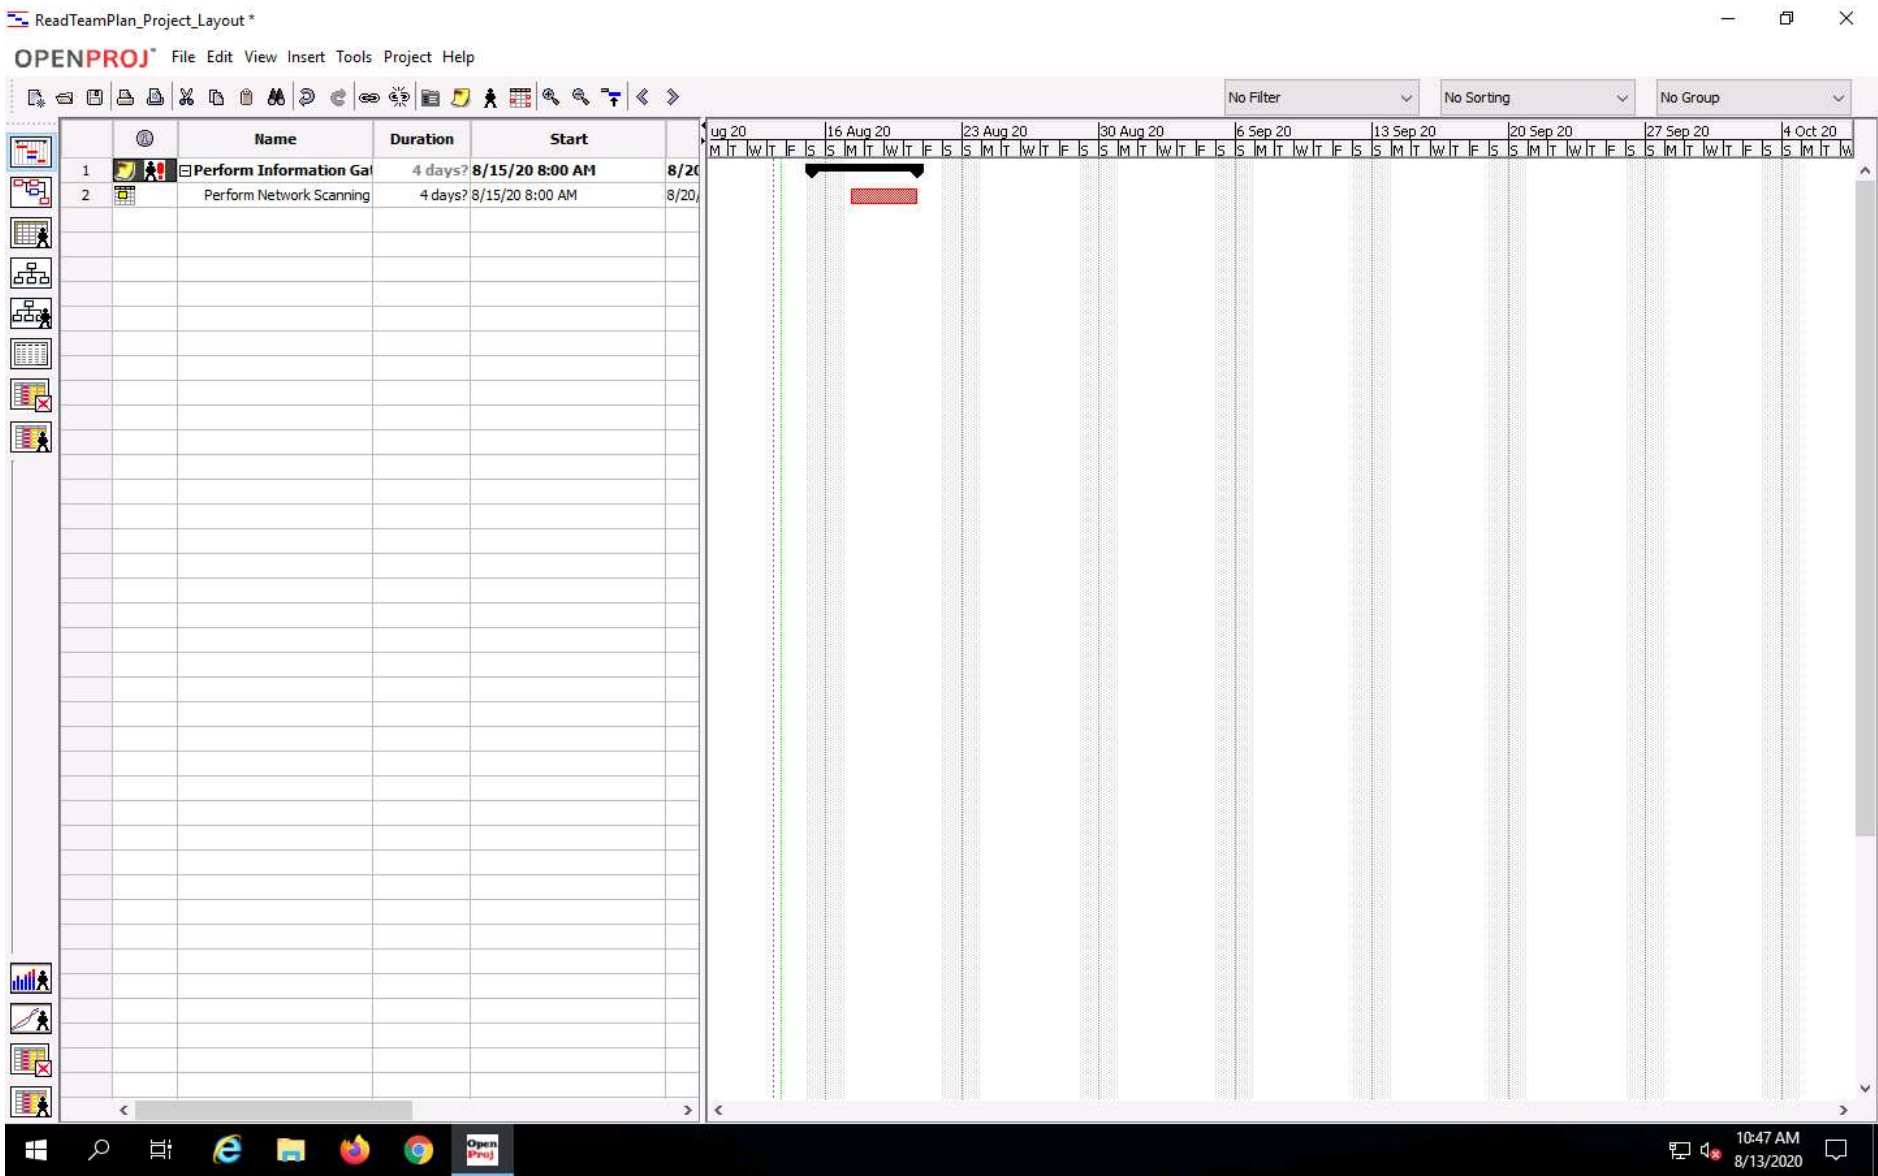 ReadTeamPlan_Project_Layout *
OPENPROJ File Edit View Insert Tools Project Help
No Filter No Sorting No Group
Name Duration Start
ug 20 16 Aug 20 23 Aug 20 30 Aug 20 6 Sep 20 13 Sep 20 20 Sep 20 27 Sep 20 4 Oct 20
M T W T F S S M T W T F S S M T W T F S S M T W T F S S M T W T F S S M T W T F S S M T W T F S S M T W T F S S M T W
1 Perform Information Gat 4 days? 8/15/20 8:00 AM 8/20
2 Perform Network Scanning 4 days? 8/15/20 8:00 AM 8/20/
Open
Proj
10:47 AM
8/13/2020